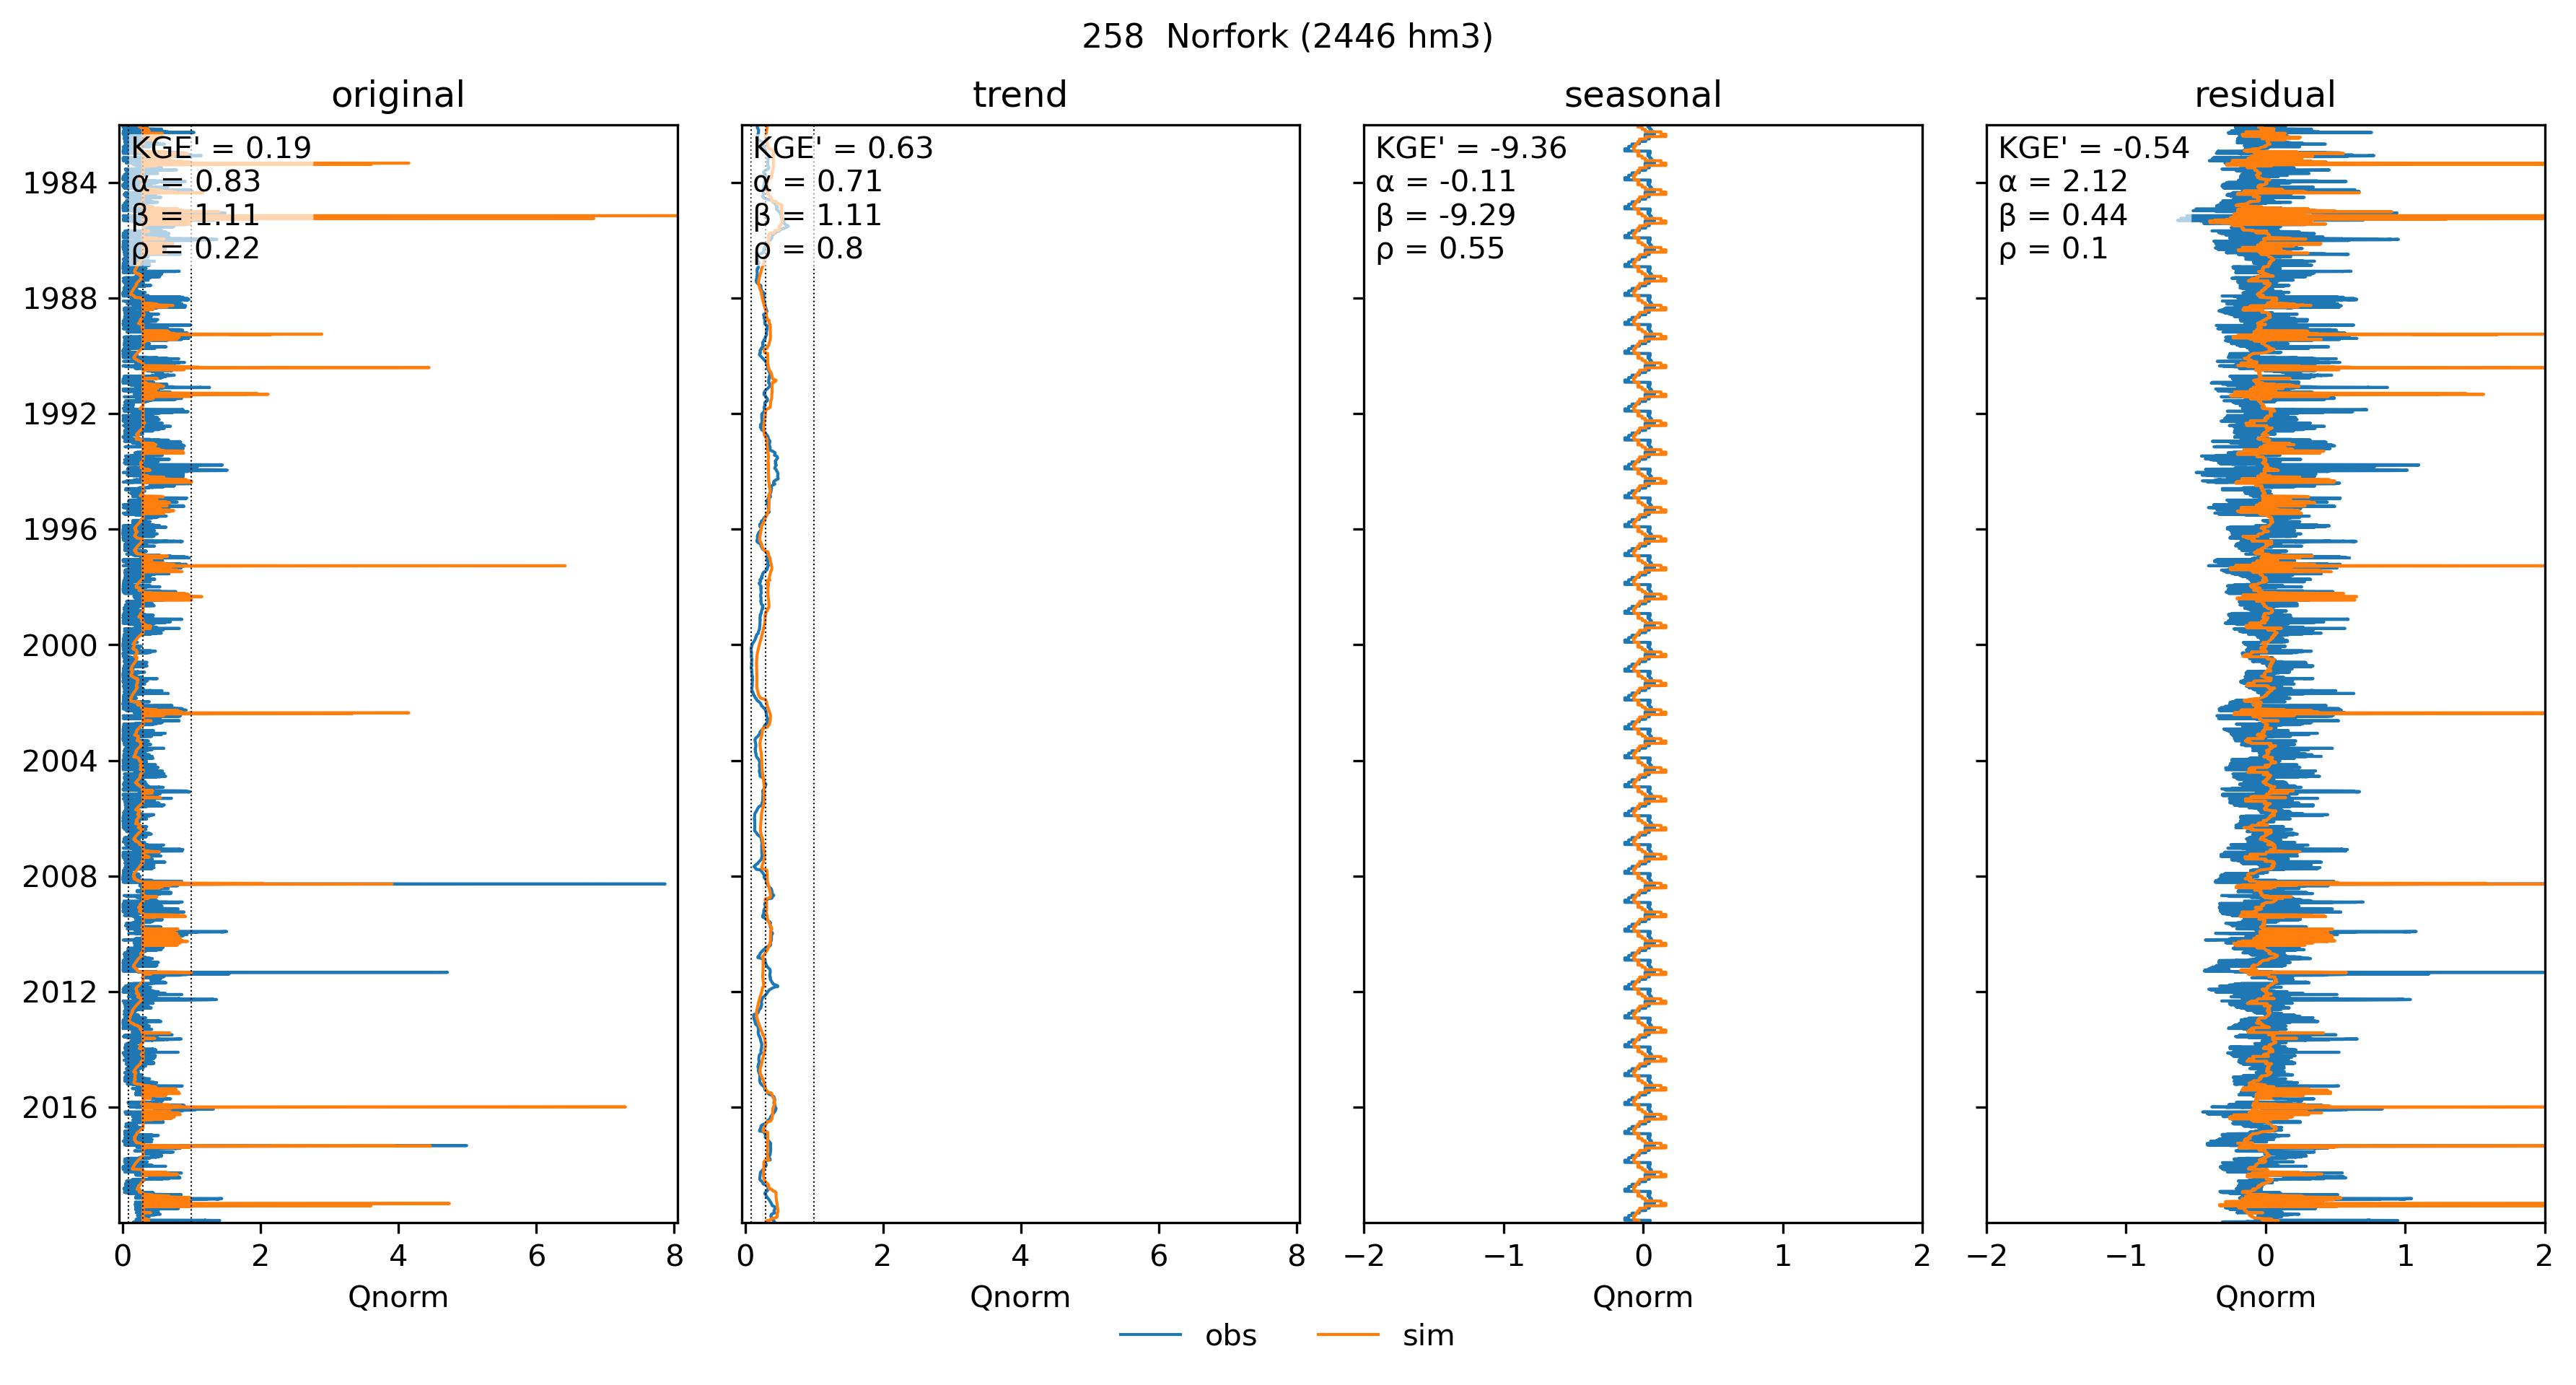 258  Norfork (2446 hm3)
original
trend
seasonal
residual
KGE' = 0.19
α = 0.83
β = 1.11
ρ = 0.22
KGE' = 0.63
α = 0.71
β = 1.11
ρ = 0.8
KGE' = -9.36
α = -0.11
β = -9.29
ρ = 0.55
KGE' = -0.54
α = 2.12
β = 0.44
ρ = 0.1
1984
1988
1992
1996
2000
2004
2008
2012
2016
0 2 4 6 8
0 2 4 6 8
−2 −1 0 1 2
−2 −1 0 1 2
Qnorm
Qnorm
Qnorm
Qnorm
obs sim